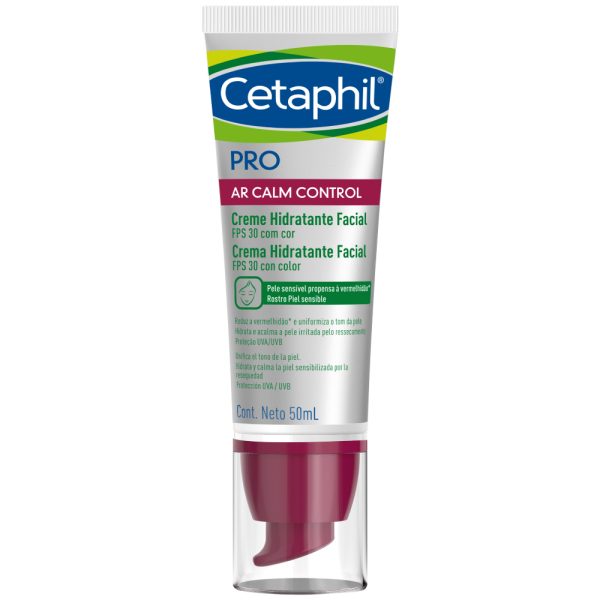 Cetaphil®
PRO
AR CALM CONTROL
Creme Hidratante Facial
FPS 30 com cor
Crema Hidratante Facial
FPS 30 con color
Pele sensível propensa à vermelhidão*
Rostro Piel sensible
Reduz a vermelhidão* e uniformiza o tom da pele
Hidrata e acalma a pele irritada pelo ressecamento
Proteção UVA/UVB
Unifica el tono de la piel.
Hidrata y calma la piel sensibilizada por la
resequedad
Protección UVA / UVB
Cont. Neto 50mL